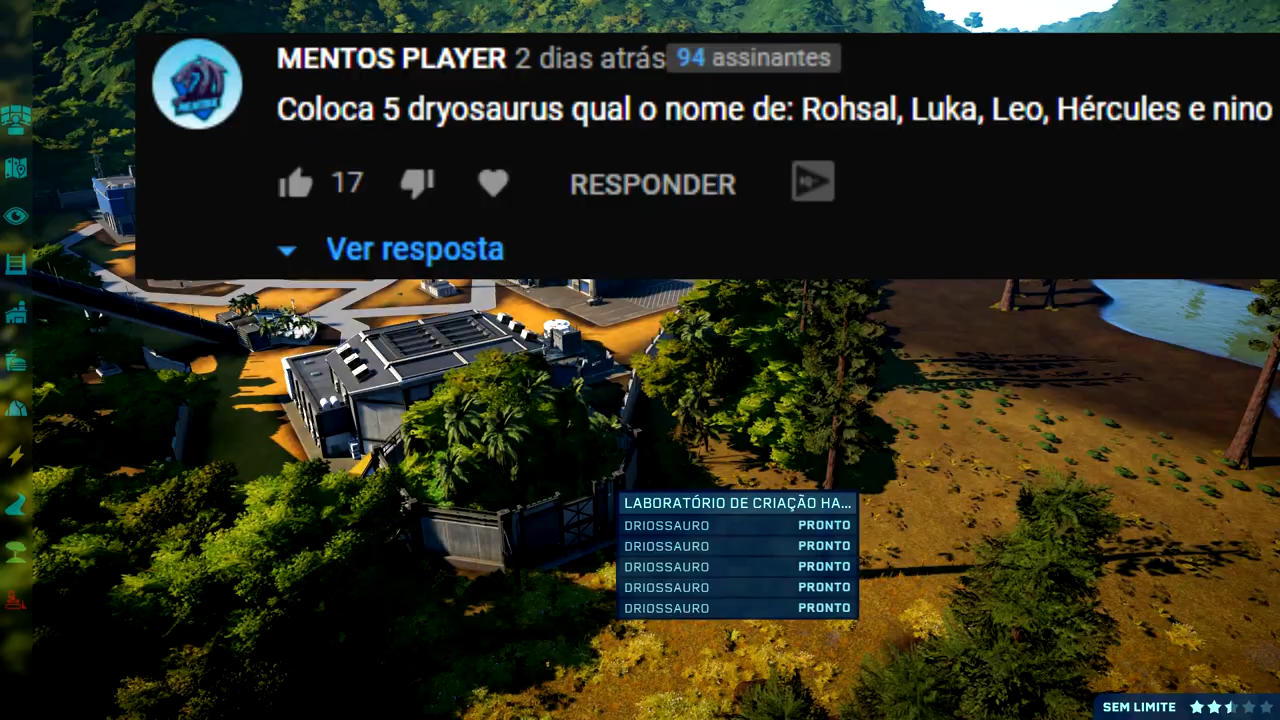 MENTOS PLAYER 2 dias atrás 94 assinantes
Coloca 5 dryosaurus qual o nome de: Rohsal, Luka, Leo, Hércules e nino
17 RESPONDER
Ver resposta
LABORATÓRIO DE CRIAÇÃO HA...
DRIOSSAURO PRONTO
DRIOSSAURO PRONTO
DRIOSSAURO PRONTO
DRIOSSAURO PRONTO
DRIOSSAURO PRONTO
SEM LIMITE